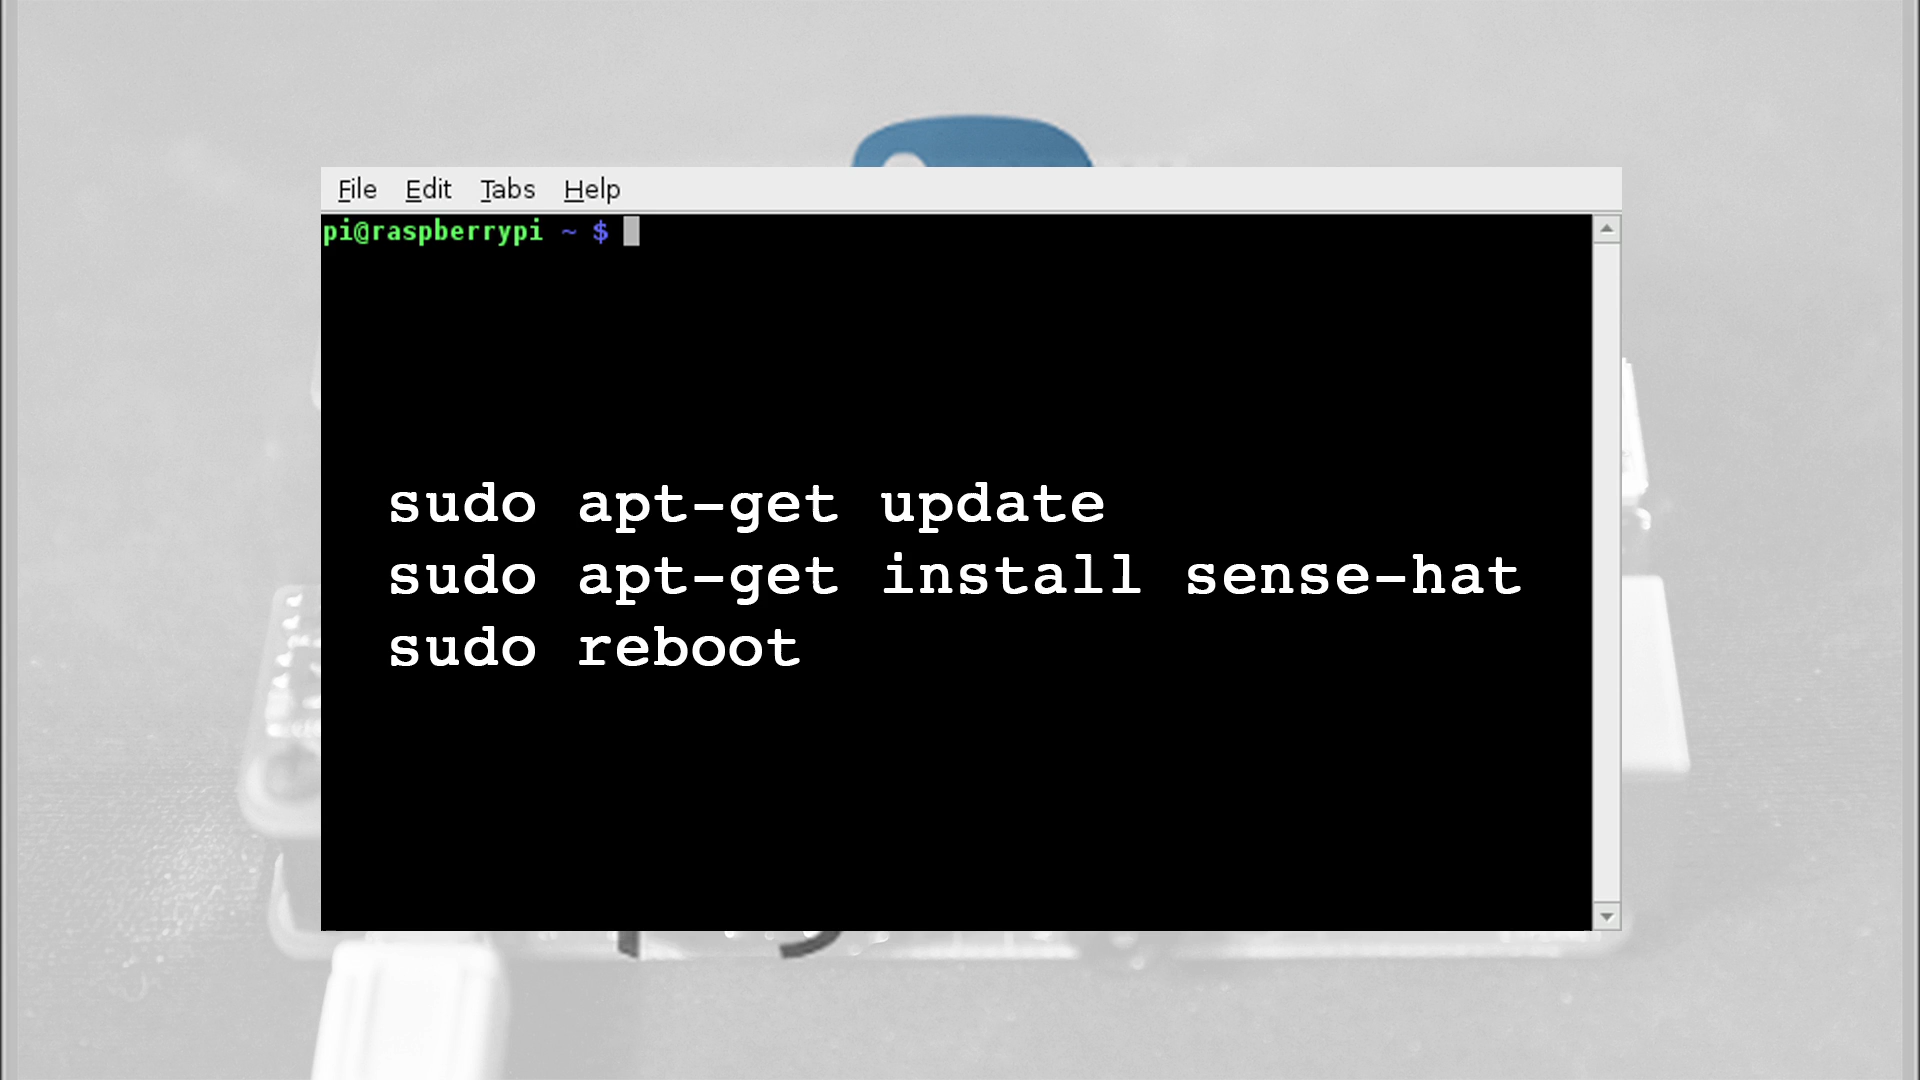 File Edit Tabs Help
pi@raspberrypi ~ $
sudo apt-get update
sudo apt-get install sense-hat
sudo reboot